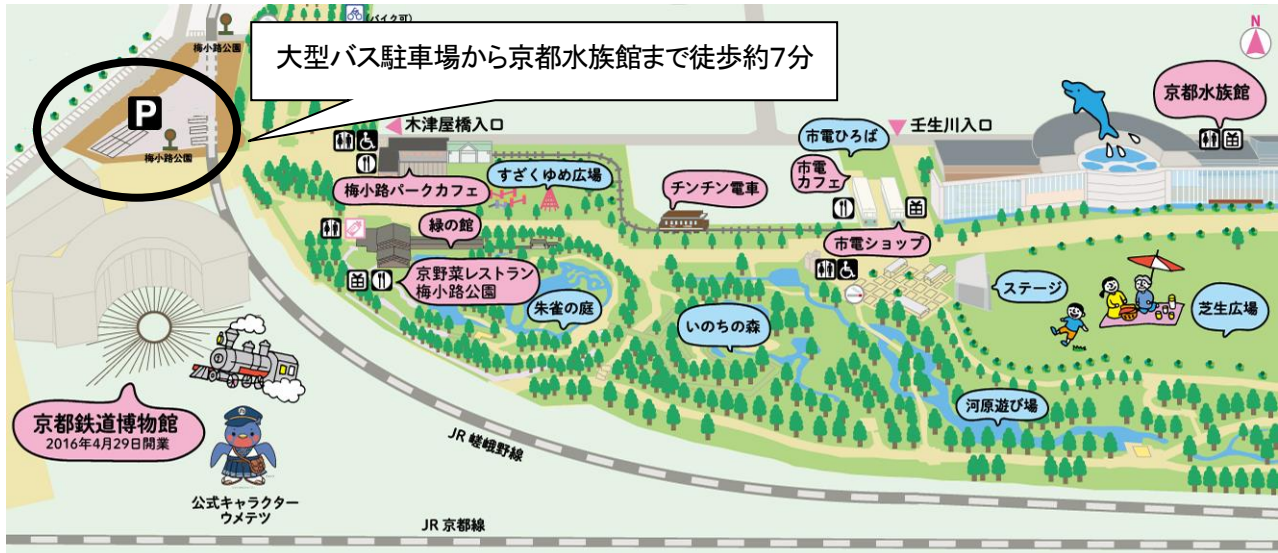 (バイク可)
梅小路公園
大型バス駐車場から京都水族館まで徒歩約7分
N
P
梅小路公園
木津屋橋入口
市電ひろば
壬生川入口
京都水族館
梅小路パークカフェ
すざくゆめ広場
チンチン電車
市電
カフェ
緑の館
市電ショップ
京野菜レストラン
梅小路公園
朱雀の庭
いのちの森
ステージ
芝生広場
河原遊び場
京都鉄道博物館
2016年4月29日開業
JR 嵯峨野線
公式キャラクター
ウメテツ
JR 京都線